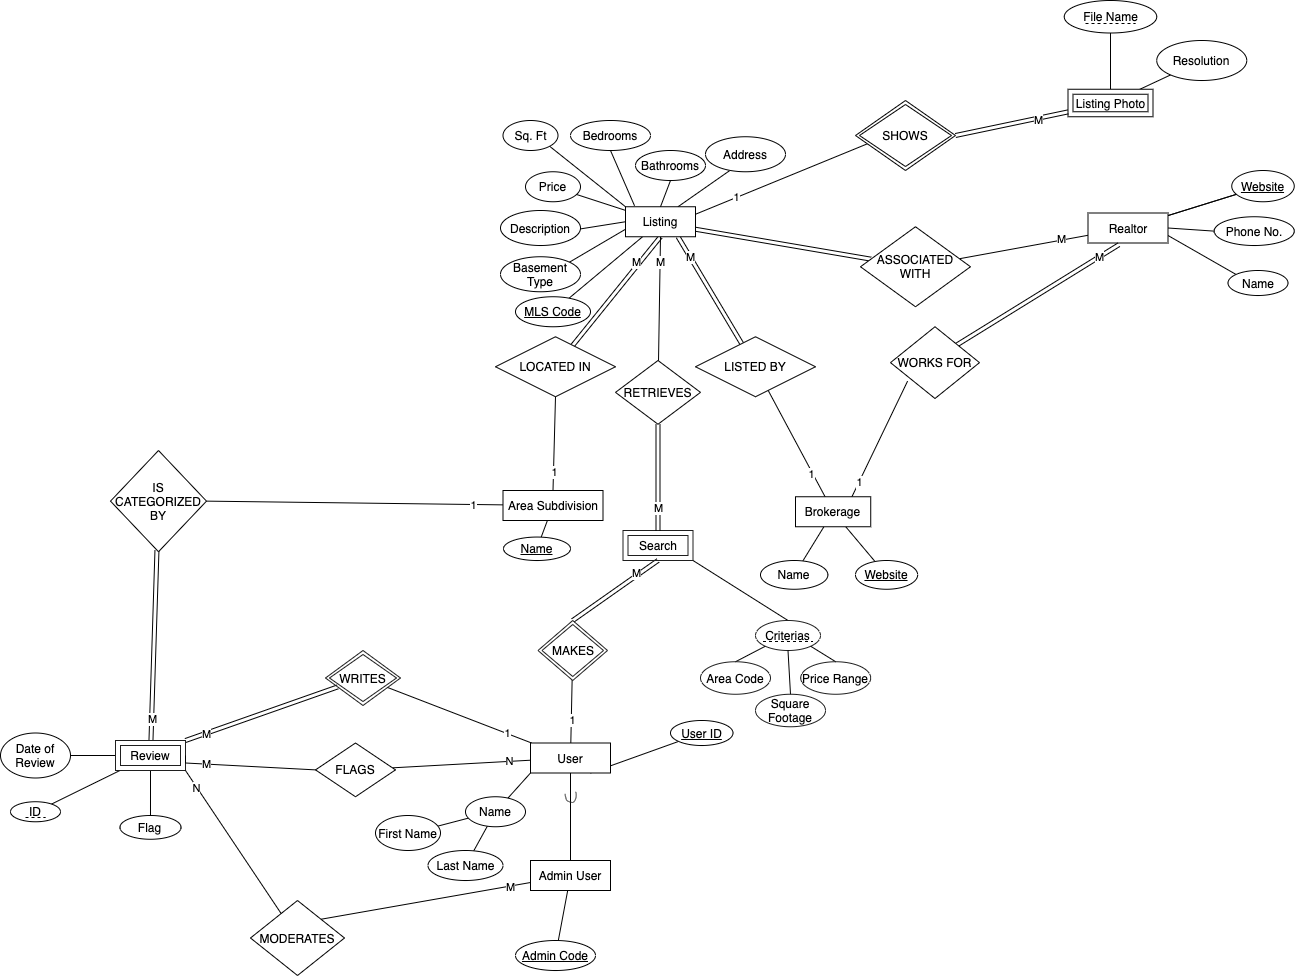 File Name
Resolution
Listing Photo
M
SHOWS
Sq. Ft
Bedrooms
Bathrooms
Address
Price
1
Website
Listing
Description
Realtor
Phone No.
M
ASSOCIATED
WITH
M
M
M
M
Basement
Type
Name
MLS Code
LOCATED IN
RETRIEVES
LISTED BY
WORKS FOR
1
1
1
IS
CATEGORIZED
BY
1
Area Subdivision
M
Brokerage
Name
Search
M
Name
Website
Criterias
MAKES
Area Code
Price Range
Square
Footage
WRITES
M
1
M
1
User ID
Date of
Review
Review
M
FLAGS
N
User
N
ID
Flag
Name
First Name
Last Name
Admin User
M
MODERATES
Admin Code